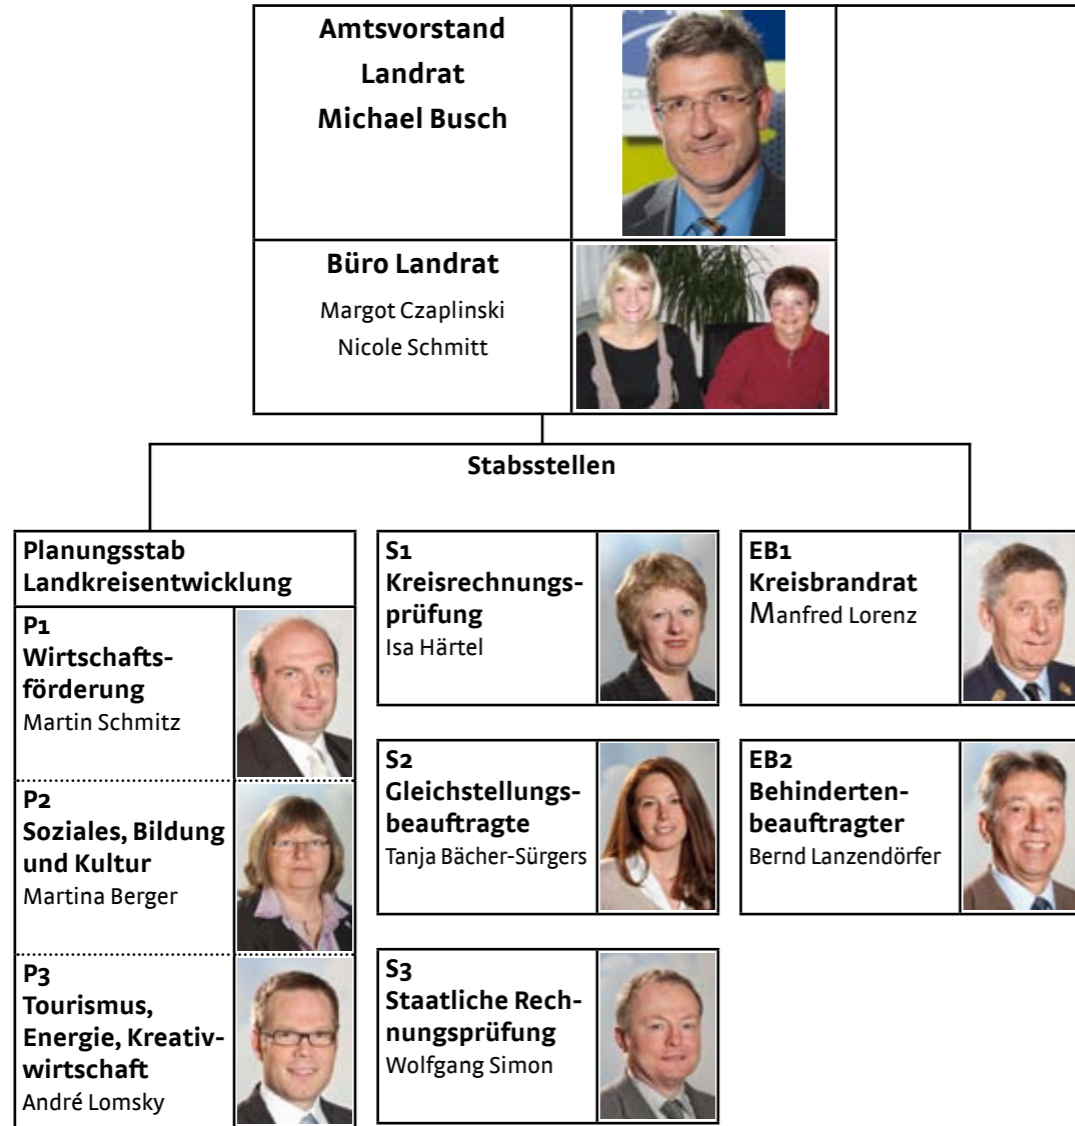 Amtsvorstand
Landrat
Michael Busch
Büro Landrat
Margot Czaplinski
Nicole Schmitt
Stabsstellen
Planungsstab
Landkreisentwicklung
P1
Wirtschafts-
förderung
Martin Schmitz
P2
Soziales, Bildung
und Kultur
Martina Berger
P3
Tourismus,
Energie, Kreativ-
wirtschaft
André Lomsky
S1
Kreisrechnungs-
prüfung
Isa Härtel
S2
Gleichstellungs-
beauftragte
Tanja Bächer-Sürgers
S3
Staatliche Rech-
nungsprüfung
Wolfgang Simon
EB1
Kreisbrandrat
Manfred Lorenz
EB2
Behinderten-
beauftragter
Bernd Lanzendörfer